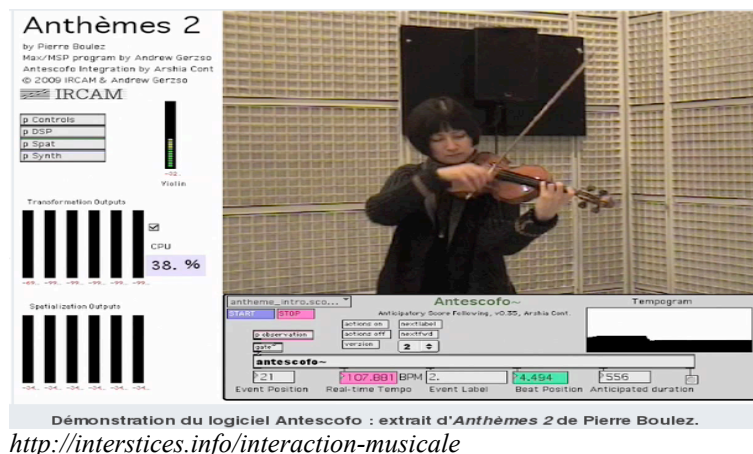 Anthèmes 2
by Pierre Boulez
Max/MSP program by Andrew Gerzso
Antescofo Integration by Arshia Cont
© 2009 IRCAM & Andrew Gerzso
IRCAM
p Controls
p DSP
p Spat
p Synth
Violin
Transformation Outputs
CPU
38. %
Spatialization Outputs
antheme_intro.sco...
START STOP
Antescofo~
Anticipatory Score Following, v0.35, Arshia Cont.
Tempogram
p observation
gate
actions on nextlabel
actions off nextfwd
version 2
antescofo~
21 107.881 BPM 2. 4.494 556
Event Position Real-time Tempo Event Label Beat Position Anticipated duration
Démonstration du logiciel Antescofo : extrait d'Anthèmes 2 de Pierre Boulez.
http://interstices.info/interaction-musicale